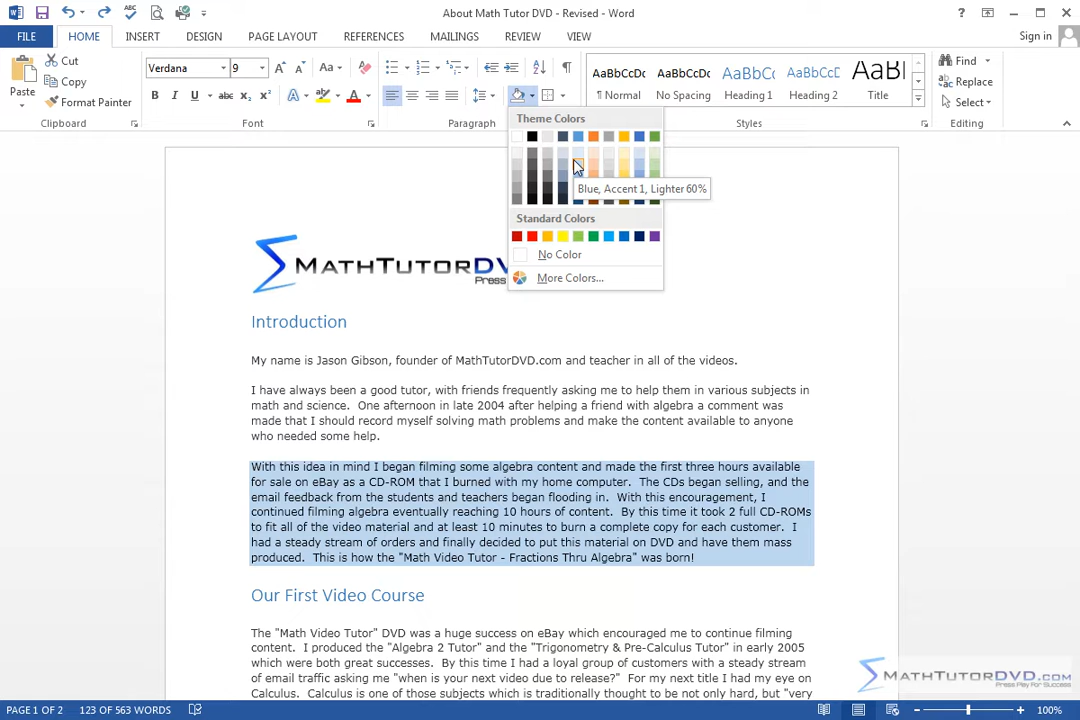 About Math Tutor DVD - Revised - Word
FILE HOME INSERT DESIGN PAGE LAYOUT REFERENCES MAILINGS REVIEW VIEW Sign in
Cut
Copy
Format Painter
Paste
Clipboard
Verdana 9
Aa
B I U abc x₂ x²
A A
Font
Paragraph
AaBbCcDc AaBbCcDc AaBbCc AaBbCcD AaB
¶ Normal No Spacing Heading 1 Heading 2 Title
Styles
Find
Replace
Select
Editing
Theme Colors
Blue, Accent 1, Lighter 60%
Standard Colors
No Color
More Colors...
MATHTUTORDV
Press
Introduction
My name is Jason Gibson, founder of MathTutorDVD.com and teacher in all of the videos.
I have always been a good tutor, with friends frequently asking me to help them in various subjects in
math and science. One afternoon in late 2004 after helping a friend with algebra a comment was
made that I should record myself solving math problems and make the content available to anyone
who needed some help.
With this idea in mind I began filming some algebra content and made the first three hours available
for sale on eBay as a CD-ROM that I burned with my home computer. The CDs began selling, and the
email feedback from the students and teachers began flooding in. With this encouragement, I
continued filming algebra eventually reaching 10 hours of content. By this time it took 2 full CD-ROMs
to fit all of the video material and at least 10 minutes to burn a complete copy for each customer. I
had a steady stream of orders and finally decided to put this material on DVD and have them mass
produced. This is how the "Math Video Tutor - Fractions Thru Algebra" was born!
Our First Video Course
The "Math Video Tutor" DVD was a huge success on eBay which encouraged me to continue filming
content. I produced the "Algebra 2 Tutor" and the "Trigonometry & Pre-Calculus Tutor" in early 2005
which were both great successes. By this time I had a loyal group of customers with a steady stream
of email traffic asking me "when is your next video due to release?" For my next title I had my eye on
Calculus. Calculus is one of those subjects which is traditionally thought to be not only hard, but "very
MATHTUTORDVD.COM
Press Play For Success
PAGE 1 OF 2 123 OF 563 WORDS 100%